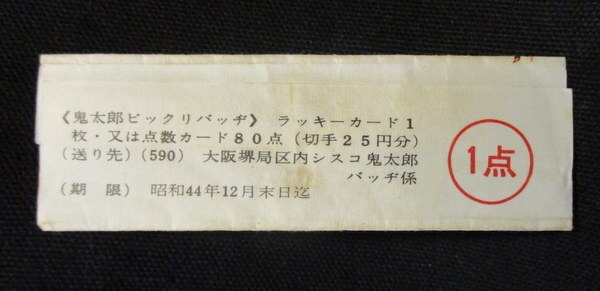 《鬼太郎ビックリバッヂ》 ラッキーカード1
枚・又は点数カード80点（切手25円分）
（送り先）（590） 大阪堺局区内シスコ鬼太郎
バッヂ係
（期 限） 昭和44年12月末日迄
1点